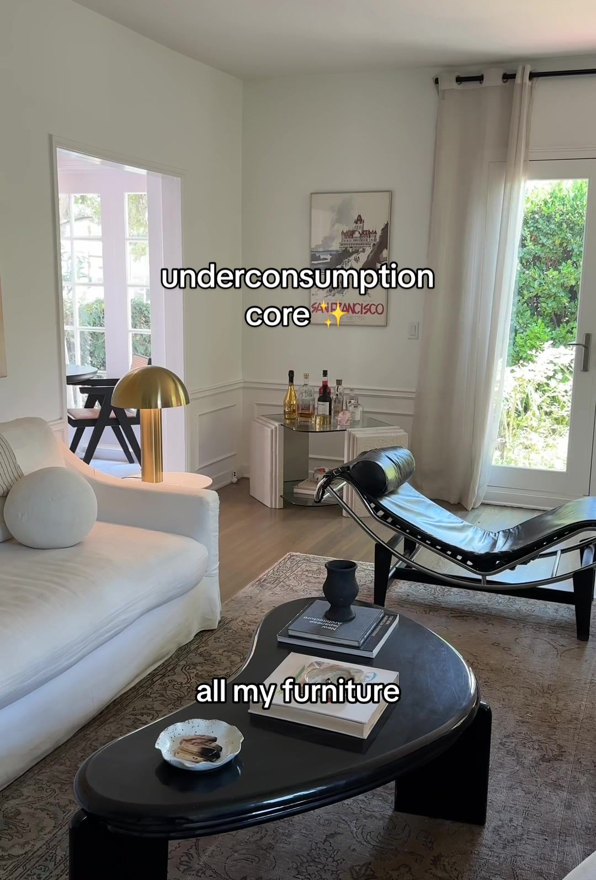 underconsumption
core ✨
SAN FRANCISCO
all my furniture